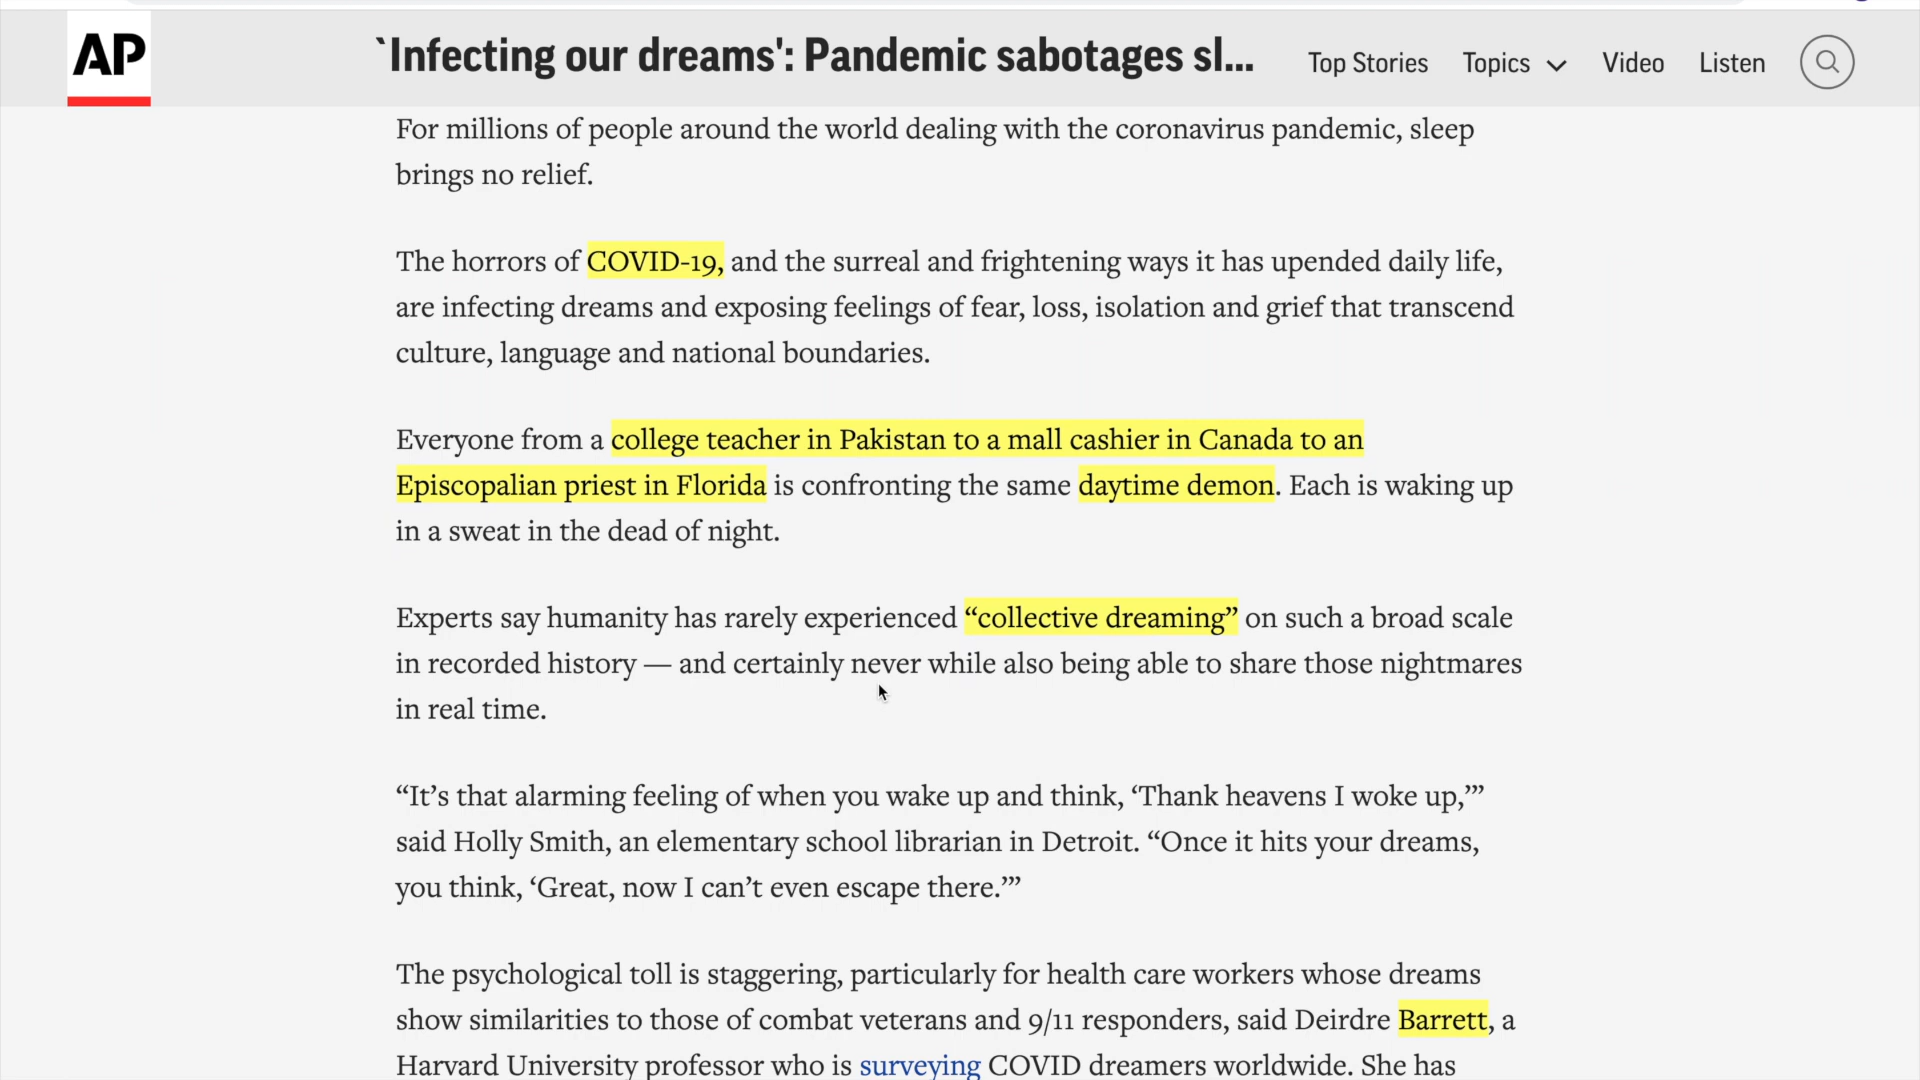 AP
`Infecting our dreams': Pandemic sabotages sl...
Top Stories
Topics
Video
Listen
For millions of people around the world dealing with the coronavirus pandemic, sleep
brings no relief.
The horrors of COVID-19, and the surreal and frightening ways it has upended daily life,
are infecting dreams and exposing feelings of fear, loss, isolation and grief that transcend
culture, language and national boundaries.
Everyone from a college teacher in Pakistan to a mall cashier in Canada to an
Episcopalian priest in Florida is confronting the same daytime demon. Each is waking up
in a sweat in the dead of night.
Experts say humanity has rarely experienced “collective dreaming” on such a broad scale
in recorded history — and certainly never while also being able to share those nightmares
in real time.
“It’s that alarming feeling of when you wake up and think, ‘Thank heavens I woke up,’”
said Holly Smith, an elementary school librarian in Detroit. “Once it hits your dreams,
you think, ‘Great, now I can’t even escape there.’”
The psychological toll is staggering, particularly for health care workers whose dreams
show similarities to those of combat veterans and 9/11 responders, said Deirdre Barrett, a
Harvard University professor who is surveying COVID dreamers worldwide. She has